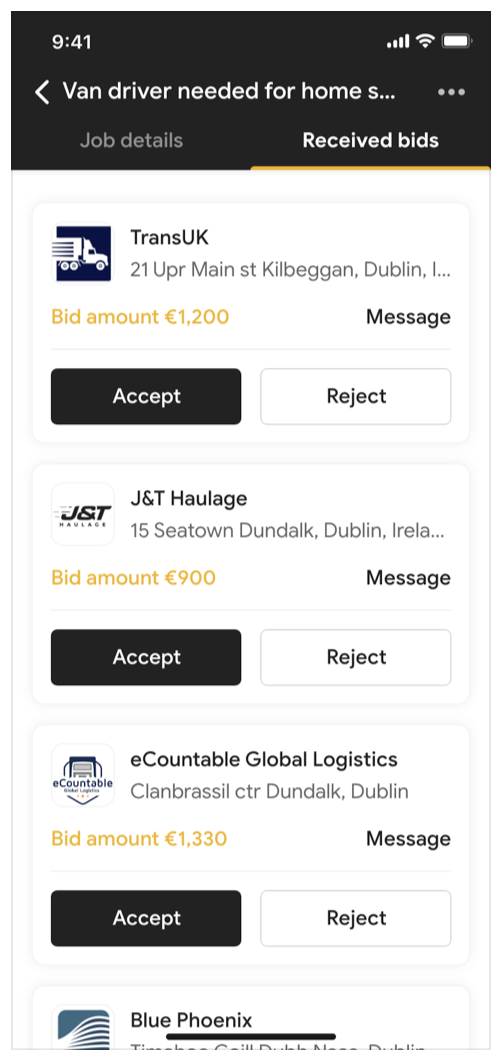 9:41
Van driver needed for home s...
Job details
Received bids
TransUK
21 Upr Main st Kilbeggan, Dublin, I...
Bid amount €1,200
Message
Accept
Reject
J&T
HAULAGE
J&T Haulage
15 Seatown Dundalk, Dublin, Irela...
Bid amount €900
Message
Accept
Reject
eCountable
Global Logistics
eCountable Global Logistics
Clanbrassil ctr Dundalk, Dublin
Bid amount €1,330
Message
Accept
Reject
Blue Phoenix
Dublin